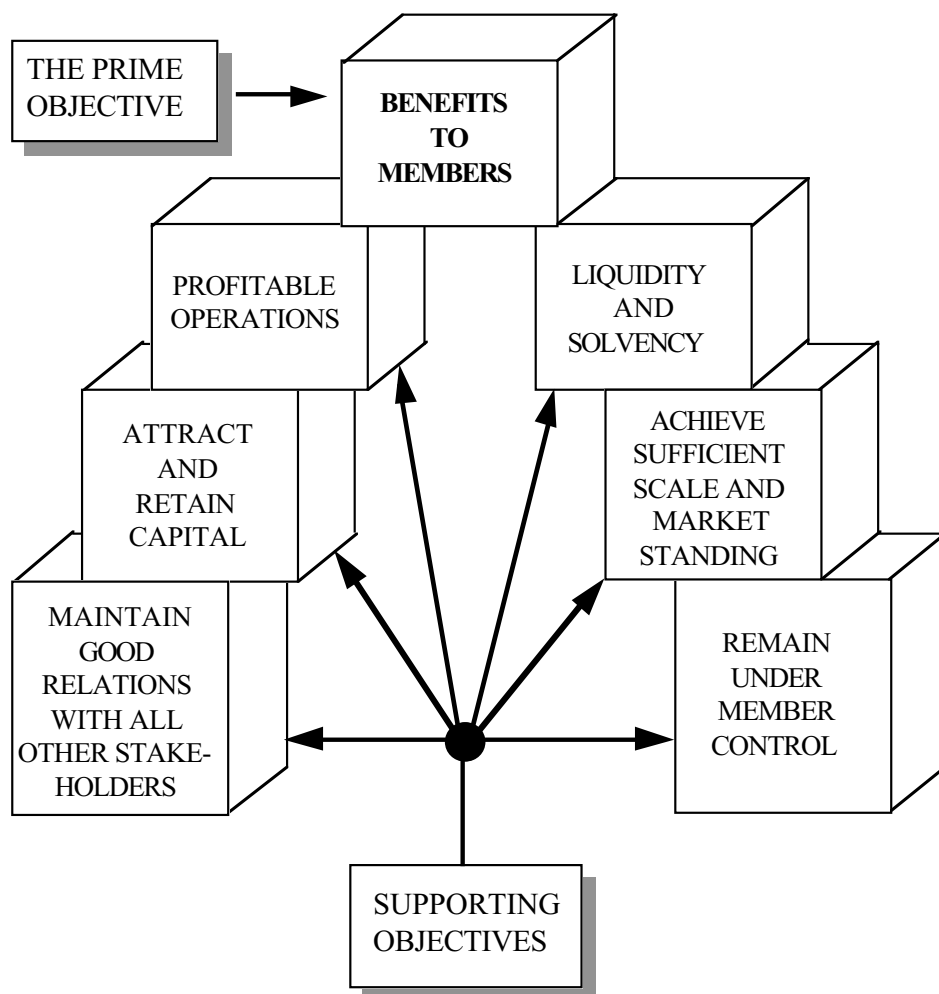 THE PRIME
OBJECTIVE
BENEFITS
TO
MEMBERS
PROFITABLE
OPERATIONS
LIQUIDITY
AND
SOLVENCY
ATTRACT
AND
RETAIN
CAPITAL
ACHIEVE
SUFFICIENT
SCALE AND
MARKET
STANDING
MAINTAIN
GOOD
RELATIONS
WITH ALL
OTHER STAKE-
HOLDERS
REMAIN
UNDER
MEMBER
CONTROL
SUPPORTING
OBJECTIVES